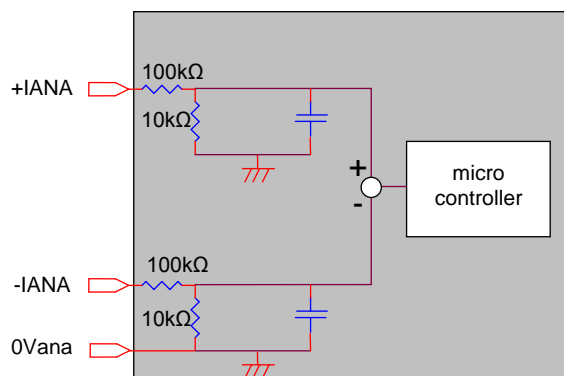 100kΩ
+IANA
10kΩ
+
micro
controller
-
100kΩ
-IANA
10kΩ
0Vana